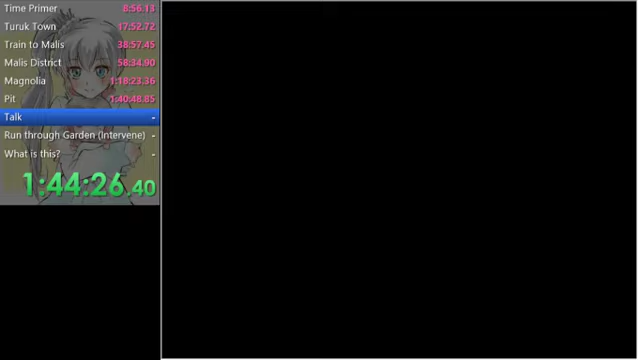 Time Primer 8:56.13
Turuk Town 17:52.72
Train to Malis 38:57.45
Malis District 58:34.90
Magnolia 1:18:23.36
Pit 1:40:48.85
Talk -
Run through Garden (Intervene) -
What is this? -
1:44:26.40